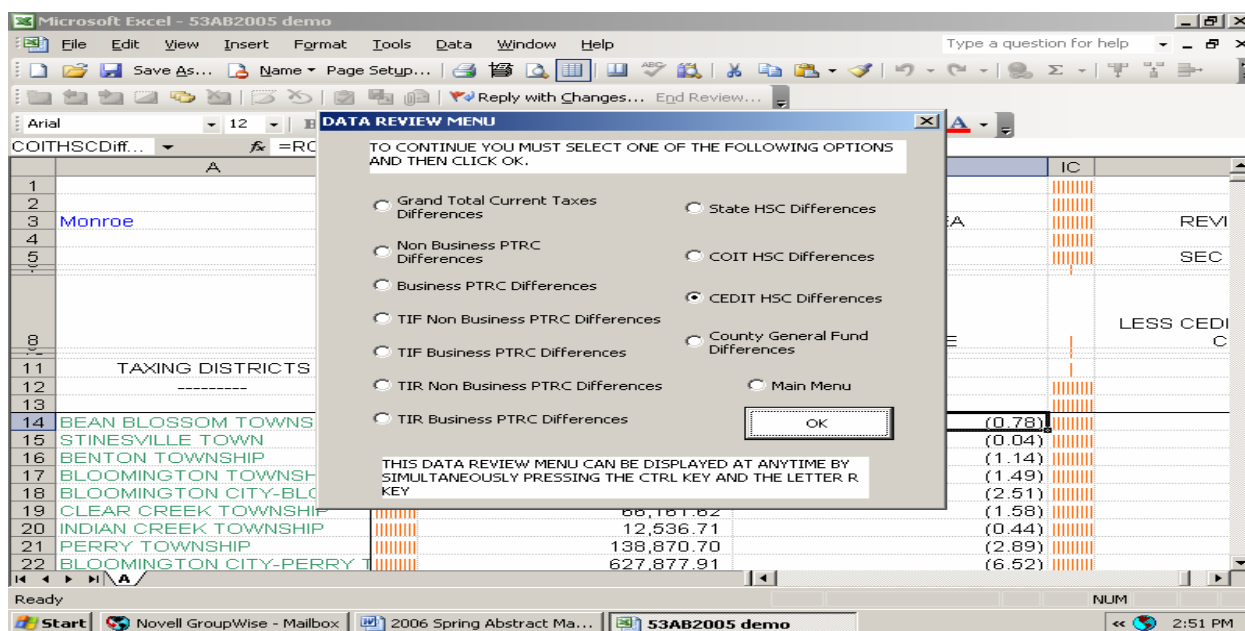 Microsoft Excel - 53AB2005 demo
File Edit View Insert Format Tools Data Window Help Type a question for help
Save As... Name Page Setup...
Reply with Changes... End Review...
Arial 12 B
COITHSCDiff... fx =RO
A IC
1
2
3 Monroe EA REVI
4
5 SEC
8 LESS CEDI
E C
11 TAXING DISTRICTS
12 ---------
13
14 BEAN BLOSSOM TOWNS (0.78)
15 STINESVILLE TOWN (0.04)
16 BENTON TOWNSHIP (1.14)
17 BLOOMINGTON TOWNSH (1.49)
18 BLOOMINGTON CITY-BLO (2.51)
19 CLEAR CREEK TOWNSHIP 66,161.62 (1.58)
20 INDIAN CREEK TOWNSHIP 12,536.71 (0.44)
21 PERRY TOWNSHIP 138,870.70 (2.89)
22 BLOOMINGTON CITY-PERRY T 627,877.91 (6.52)
DATA REVIEW MENU
TO CONTINUE YOU MUST SELECT ONE OF THE FOLLOWING OPTIONS
AND THEN CLICK OK.
Grand Total Current Taxes
Differences
Non Business PTRC
Differences
Business PTRC Differences
TIF Non Business PTRC Differences
TIF Business PTRC Differences
TIR Non Business PTRC Differences
TIR Business PTRC Differences
State HSC Differences
COIT HSC Differences
CEDIT HSC Differences
County General Fund
Differences
Main Menu
OK
THIS DATA REVIEW MENU CAN BE DISPLAYED AT ANYTIME BY
SIMULTANEOUSLY PRESSING THE CTRL KEY AND THE LETTER R
KEY
A
Ready NUM
Start Novell GroupWise - Mailbox 2006 Spring Abstract Ma... 53AB2005 demo 2:51 PM